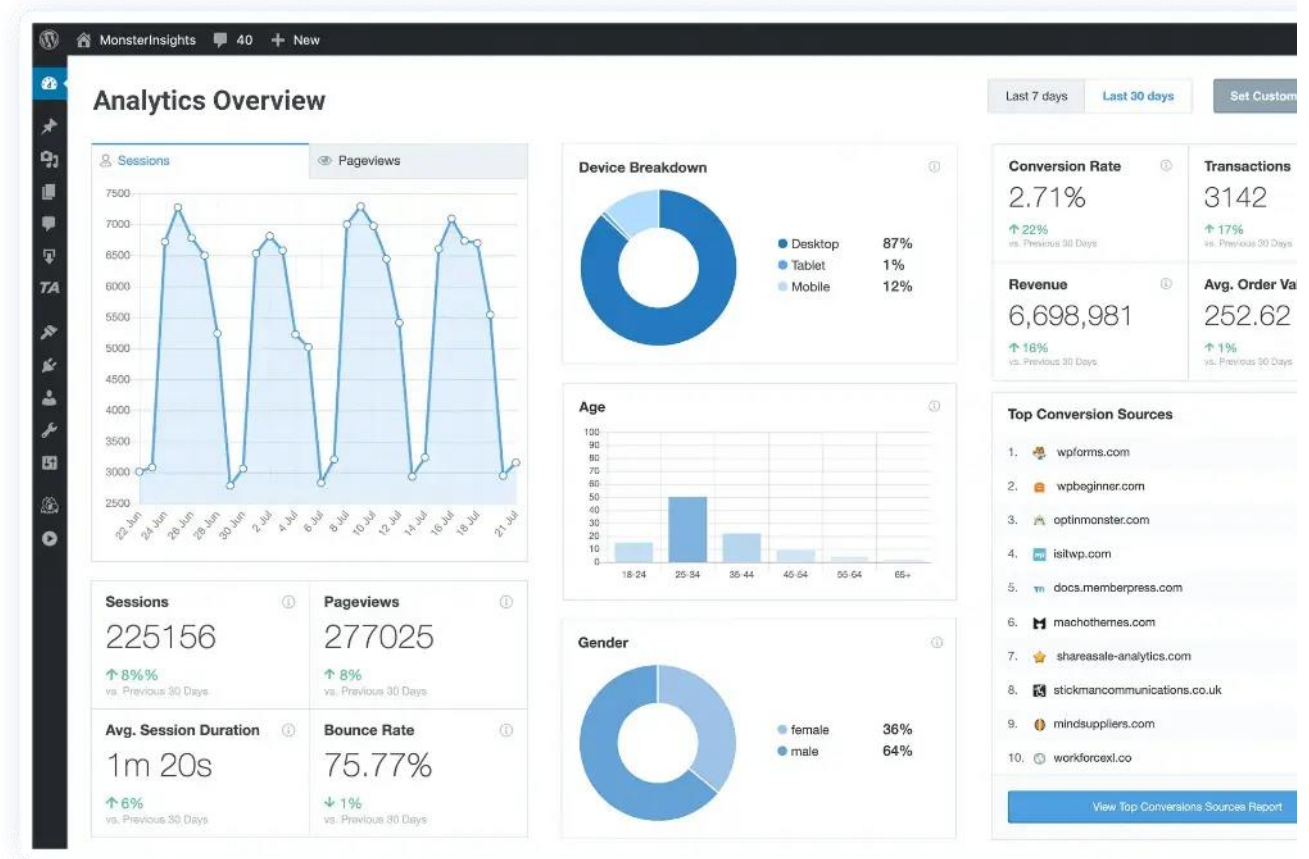 MonsterInsights 40 + New
Analytics Overview
Last 7 days
Last 30 days
Set Custom
Sessions
Pageviews
7500
7000
6500
6000
5500
5000
4500
4000
3500
3000
2500
22 Jun
24 Jun
26 Jun
28 Jun
30 Jun
2 Jul
4 Jul
6 Jul
8 Jul
10 Jul
12 Jul
14 Jul
16 Jul
18 Jul
21 Jul
Sessions
225156
8%%
vs. Previous 30 Days
Pageviews
277025
8%
vs. Previous 30 Days
Avg. Session Duration
1m 20s
6%
vs. Previous 30 Days
Bounce Rate
75.77%
1%
vs. Previous 30 Days
Device Breakdown
Desktop 87%
Tablet 1%
Mobile 12%
Age
100
90
80
70
60
50
40
30
20
10
0
18-24
25-34
35-44
45-54
55-64
65+
Gender
female 36%
male 64%
Conversion Rate
2.71%
22%
vs. Previous 30 Days
Transactions
3142
17%
vs. Previous 30 Days
Revenue
6,698,981
16%
vs. Previous 30 Days
Avg. Order Val
252.62
1%
vs. Previous 30 Days
Top Conversion Sources
1. wpforms.com
2. wpbeginner.com
3. optinmonster.com
4. isitwp.com
5. docs.memberpress.com
6. machothemes.com
7. shareasale-analytics.com
8. stickmancommunications.co.uk
9. mindsuppliers.com
10. workforcexl.co
View Top Conversions Sources Report
TA